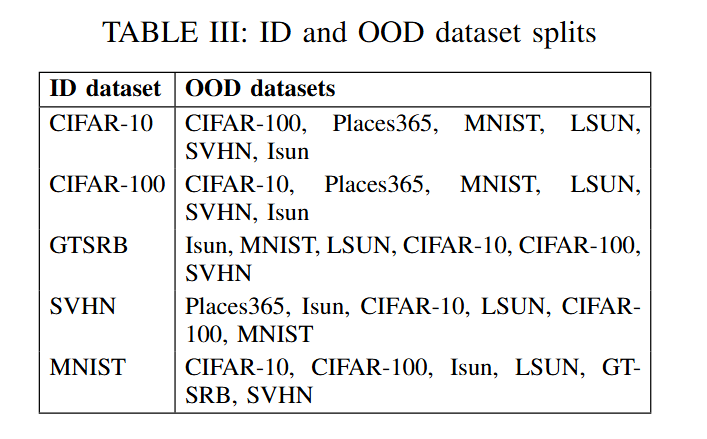 TABLE III: ID and OOD dataset splits
ID dataset OOD datasets
CIFAR-10 CIFAR-100, Places365, MNIST, LSUN,
SVHN, Isun
CIFAR-100 CIFAR-10, Places365, MNIST, LSUN,
SVHN, Isun
GTSRB Isun, MNIST, LSUN, CIFAR-10, CIFAR-100,
SVHN
SVHN Places365, Isun, CIFAR-10, LSUN, CIFAR-
100, MNIST
MNIST CIFAR-10, CIFAR-100, Isun, LSUN, GT-
SRB, SVHN